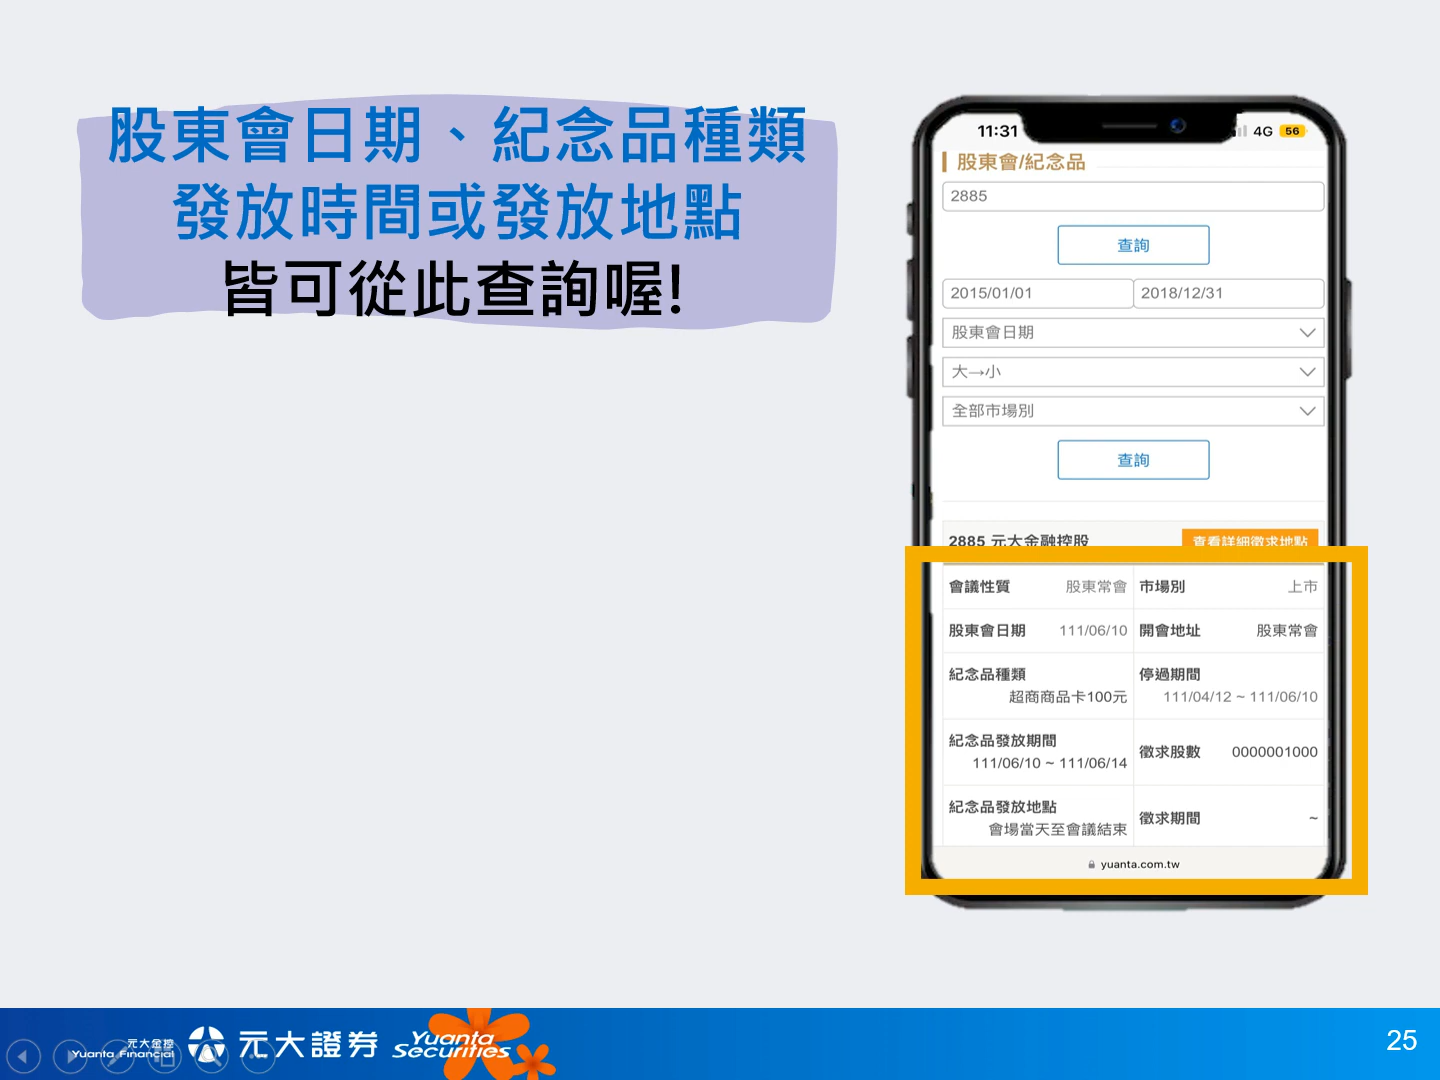 股東會日期、紀念品種類
發放時間或發放地點
皆可從此查詢喔!
11:31
4G 56
股東會/紀念品
2885
查詢
2015/01/01 2018/12/31
股東會日期
大→小
全部市場別
查詢
2885 元大金融控股 查看詳細徵求地點
會議性質 股東常會 市場別 上市
股東會日期 111/06/10 開會地址 股東常會
紀念品種類 停過期間
超商商品卡100元 111/04/12 ~ 111/06/10
紀念品發放期間
111/06/10 ~ 111/06/14
徵求股數 0000001000
紀念品發放地點
會場當天至會議結束
徵求期間 ~
yuanta.com.tw
元大金控
Yuanta Financial
元大證券
Yuanta
Securities
25